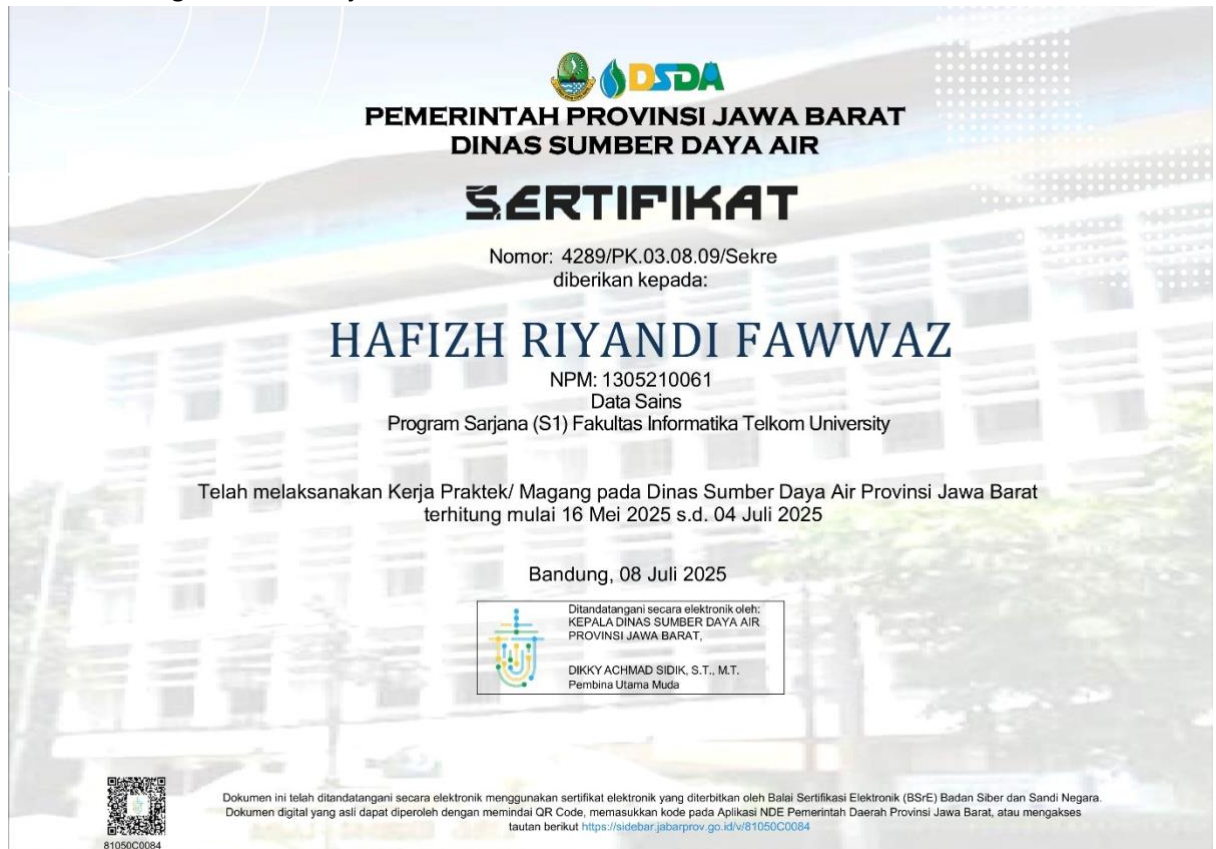 DSDA
PEMERINTAH PROVINSI JAWA BARAT
DINAS SUMBER DAYA AIR
SERTIFIKAT
Nomor: 4289/PK.03.08.09/Sekre
diberikan kepada:
HAFIZH RIYANDI FAWWAZ
NPM: 1305210061
Data Sains
Program Sarjana (S1) Fakultas Informatika Telkom University
Telah melaksanakan Kerja Praktek/ Magang pada Dinas Sumber Daya Air Provinsi Jawa Barat
terhitung mulai 16 Mei 2025 s.d. 04 Juli 2025
Bandung, 08 Juli 2025
Ditandatangani secara elektronik oleh:
KEPALA DINAS SUMBER DAYA AIR
PROVINSI JAWA BARAT,
DIKKY ACHMAD SIDIK, S.T., M.T.
Pembina Utama Muda
Dokumen ini telah ditandatangani secara elektronik menggunakan sertifikat elektronik yang diterbitkan oleh Balai Sertifikasi Elektronik (BSrE) Badan Siber dan Sandi Negara.
Dokumen digital yang asli dapat diperoleh dengan memindai QR Code, memasukkan kode pada Aplikasi NDE Pemerintah Daerah Provinsi Jawa Barat, atau mengakses
tautan berikut https://sidebar.jabarprov.go.id/v/81050C0084
81050C0084